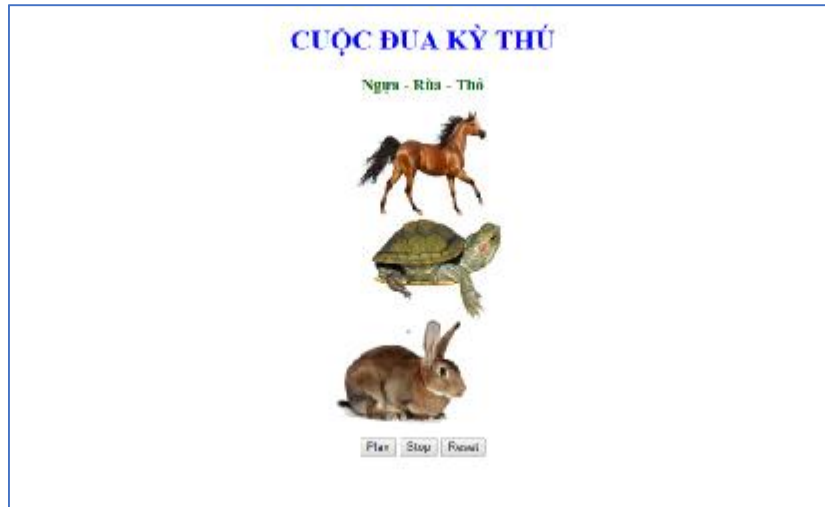 CUỘC ĐUA KỲ THÚ
Ngựa - Rùa - Thỏ
Play Stop Reset